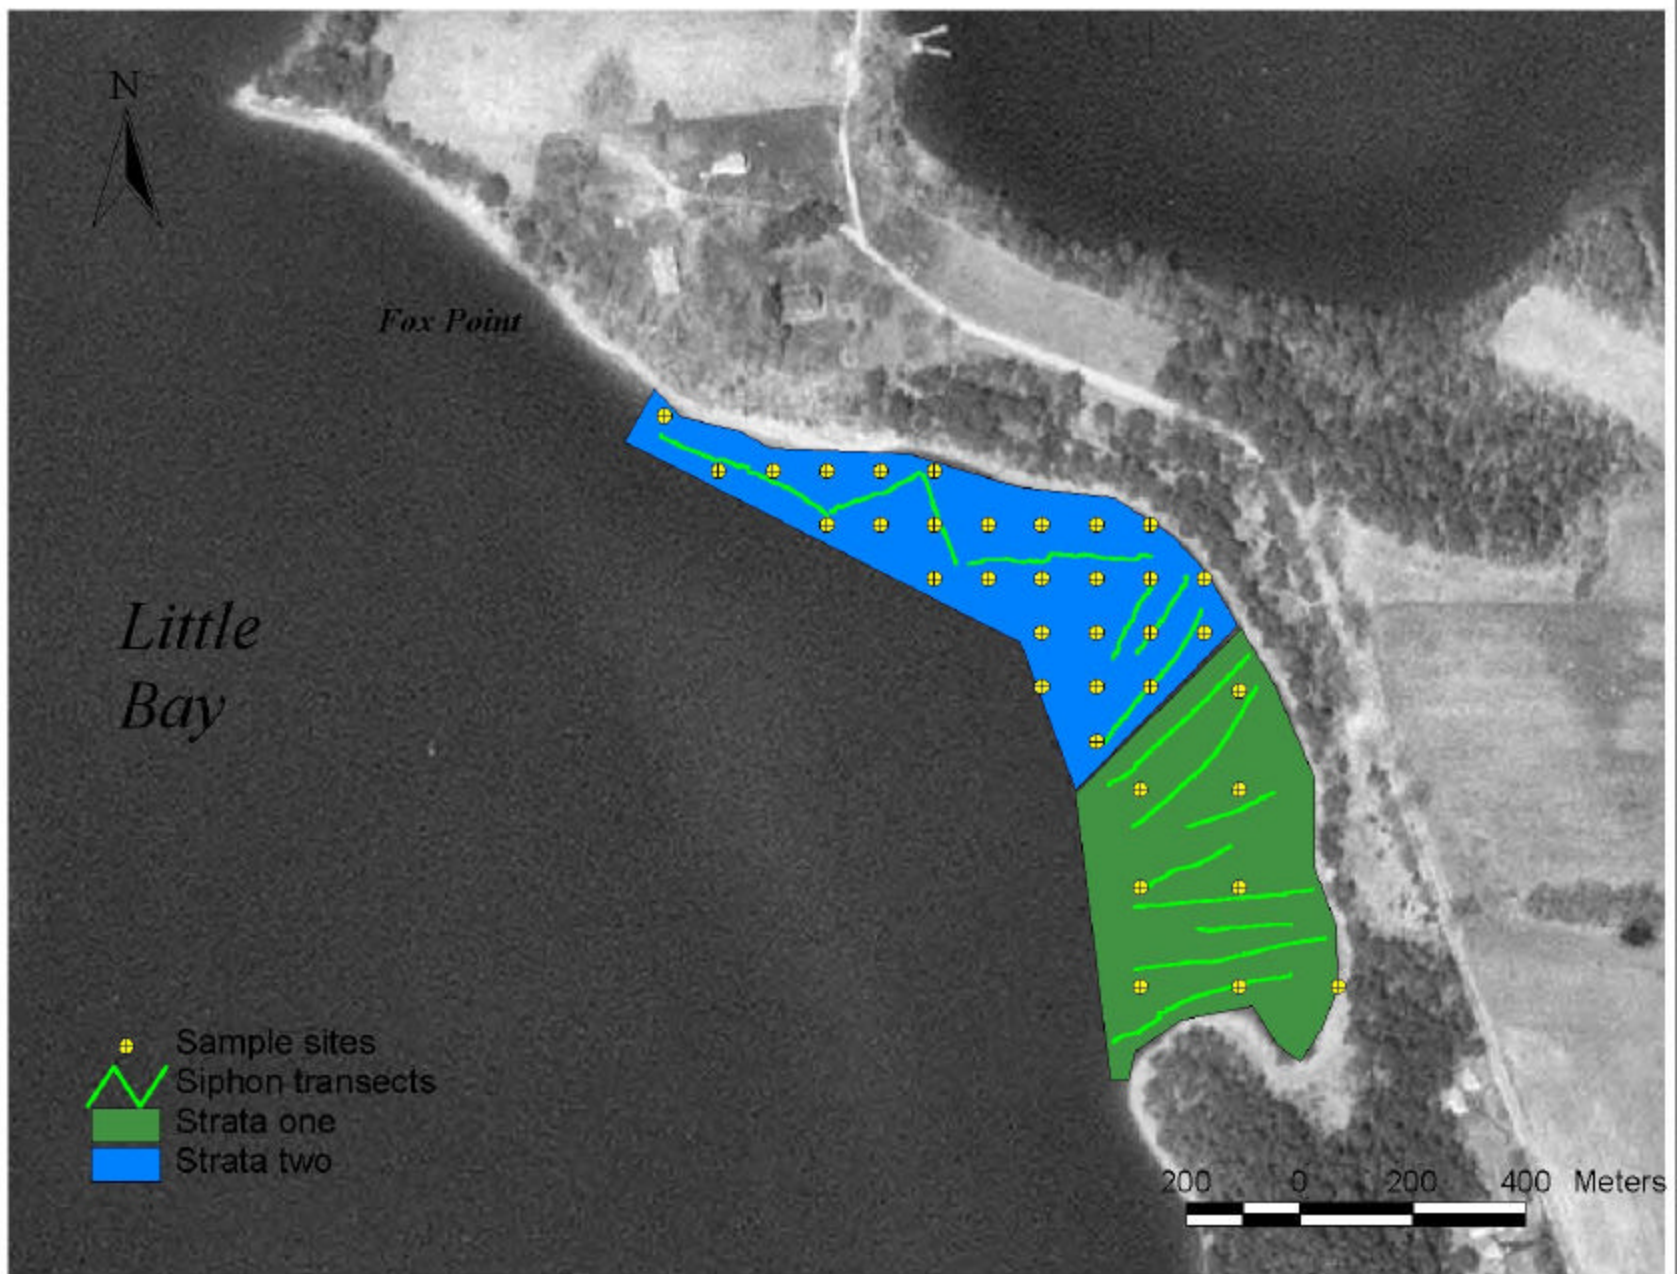 N
Fox Point
Little
Bay
Sample sites
Siphon transects
Strata one
Strata two
200 0 200 400 Meters